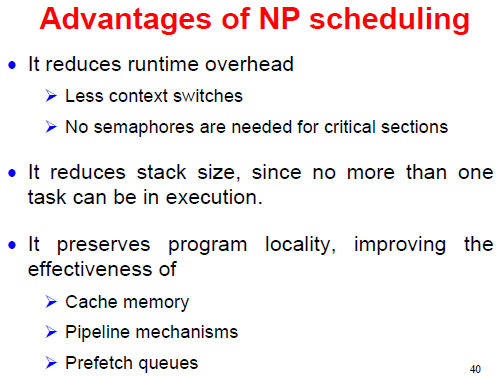 Advantages of NP scheduling
● It reduces runtime overhead
➢ Less context switches
➢ No semaphores are needed for critical sections
● It reduces stack size, since no more than one
task can be in execution.
● It preserves program locality, improving the
effectiveness of
➢ Cache memory
➢ Pipeline mechanisms
➢ Prefetch queues
40